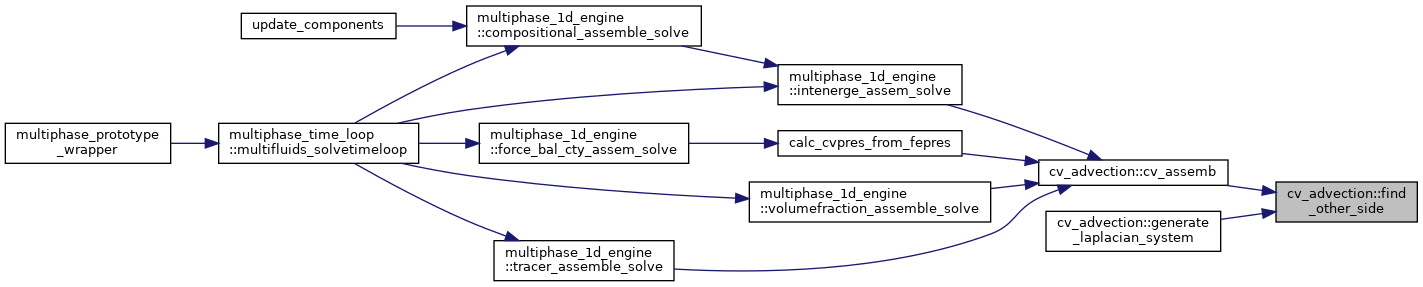 update_components
multiphase_1d_engine
::compositional_assemble_solve
multiphase_1d_engine
::intenerge_assem_solve
multiphase_prototype
_wrapper
multiphase_time_loop
::multifluids_solvetimeloop
multiphase_1d_engine
::force_bal_cty_assem_solve
calc_cvpres_from_fepres
cv_advection::cv_assemb
cv_advection::find
_other_side
multiphase_1d_engine
::volumefraction_assemble_solve
cv_advection::generate
_laplacian_system
multiphase_1d_engine
::tracer_assemble_solve